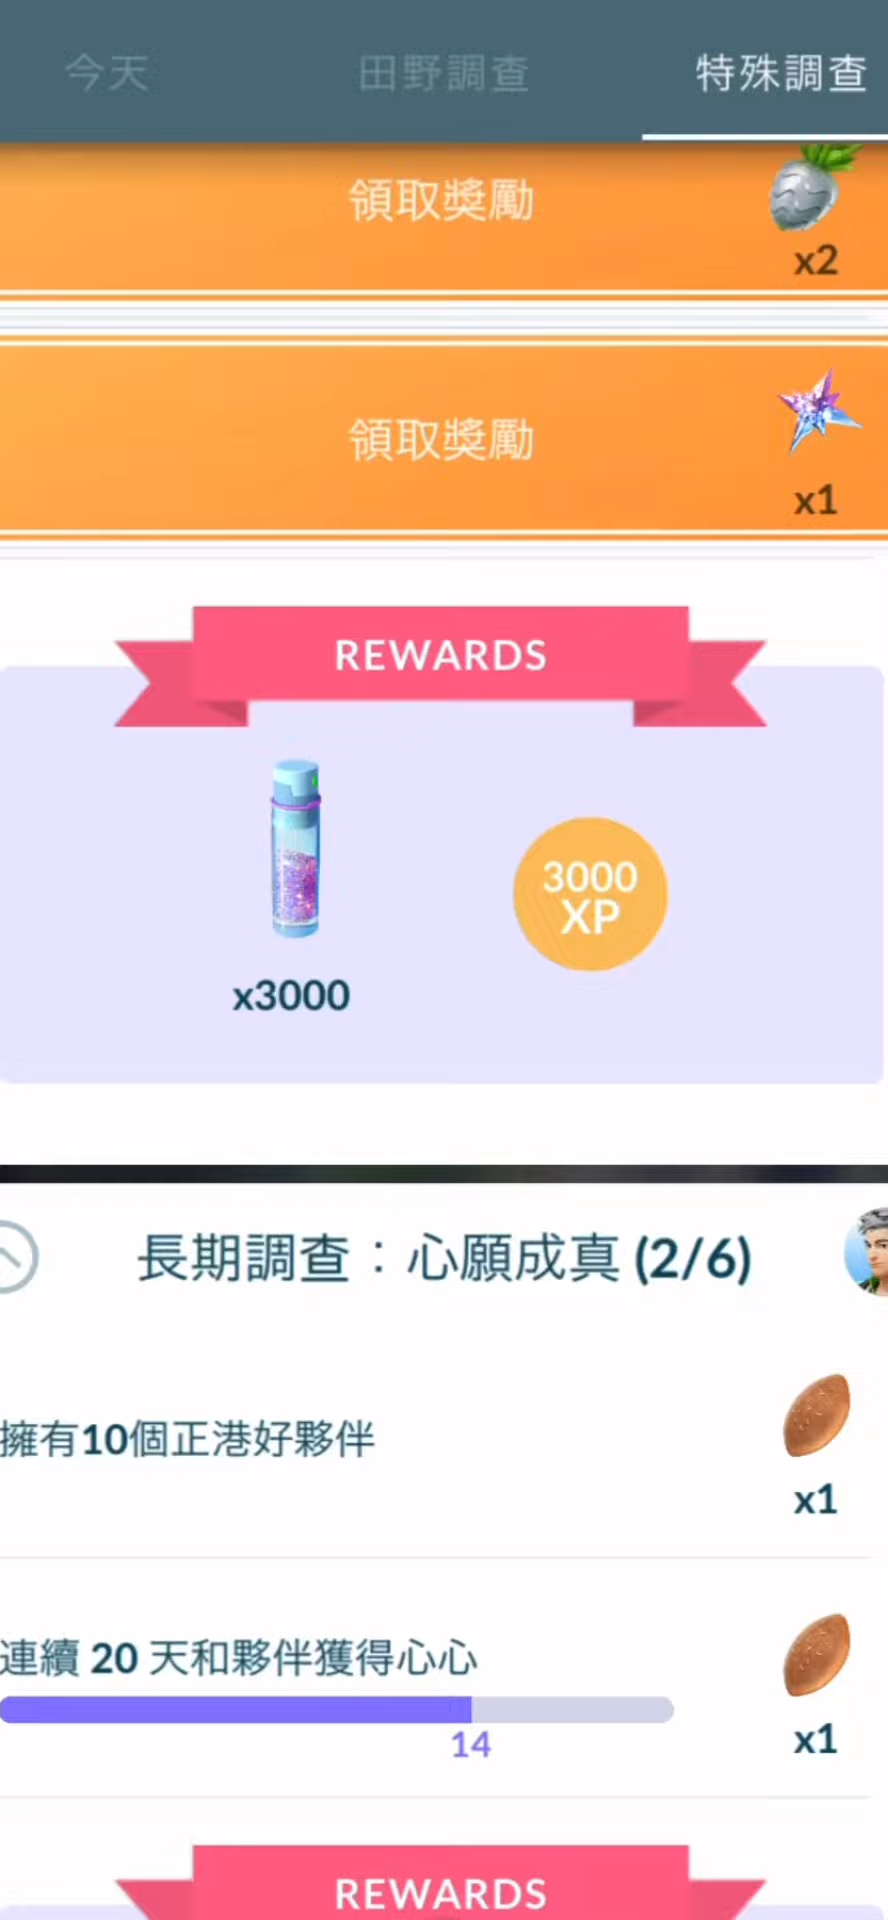 今天
田野調查
特殊調查
領取獎勵
x2
領取獎勵
x1
REWARDS
3000
XP
x3000
長期調查：心願成真 (2/6)
擁有10個正港好夥伴
x1
連續 20 天和夥伴獲得心心
14
x1
REWARDS